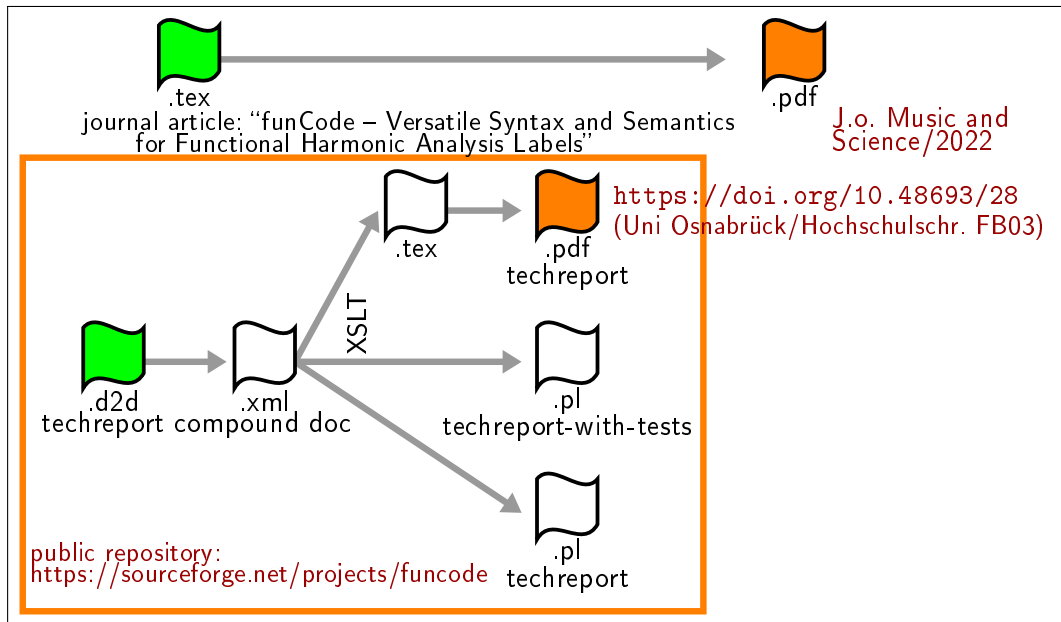 .tex
.pdf
journal article: “funCode – Versatile Syntax and Semantics
for Functional Harmonic Analysis Labels”
J.o. Music and
Science/2022
.tex
.pdf
techreport
https://doi.org/10.48693/28
(Uni Osnabrück/Hochschulschr. FB03)
XSLT
.d2d
.xml
techreport compound doc
.pl
techreport-with-tests
.pl
techreport
public repository:
https://sourceforge.net/projects/funcode